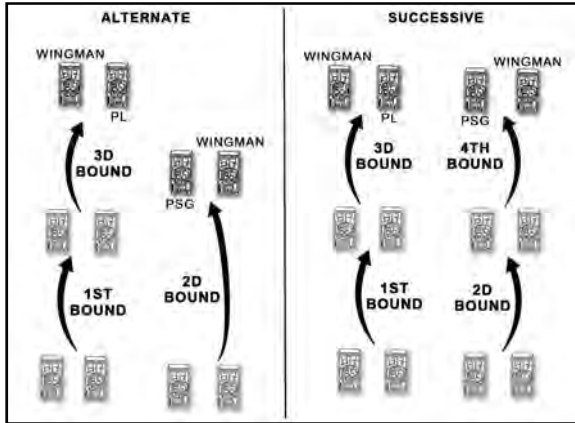 ALTERNATE
WINGMAN
PL
WINGMAN
3D
BOUND
PSG
1ST
BOUND
2D
BOUND
SUCCESSIVE
WINGMAN
WINGMAN
PL
PSG
3D
BOUND
4TH
BOUND
1ST
BOUND
2D
BOUND